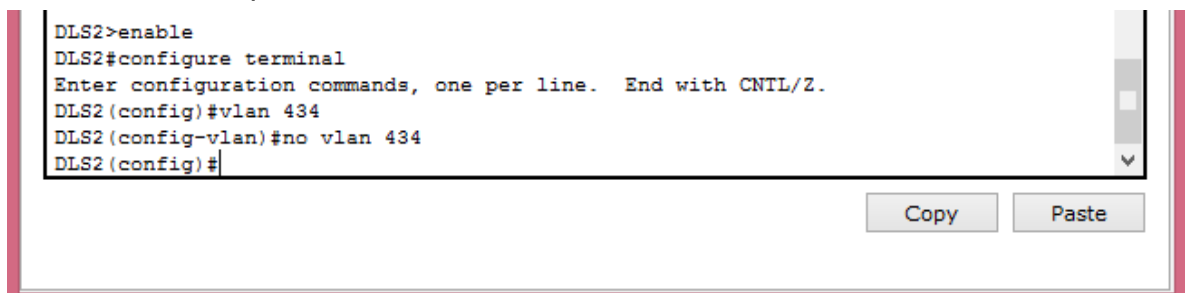 DLS2>enable
DLS2#configure terminal
Enter configuration commands, one per line.  End with CNTL/Z.
DLS2(config)#vlan 434
DLS2(config-vlan)#no vlan 434
DLS2(config)#
Copy Paste